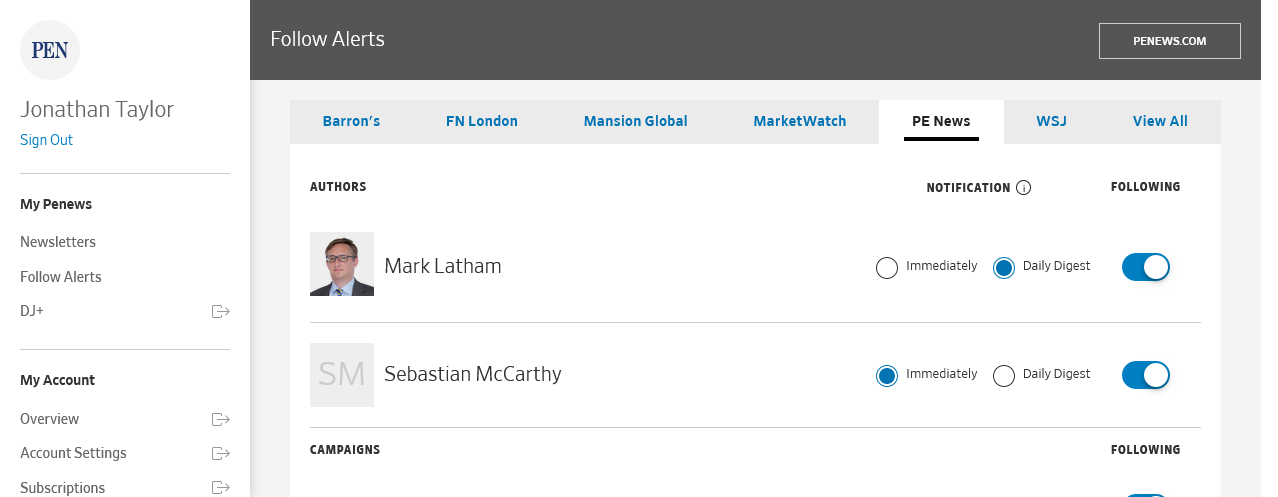 PEN
Jonathan Taylor
Sign Out
My Penews
Newsletters
Follow Alerts
DJ+
My Account
Overview
Account Settings
Subscriptions
Follow Alerts
PENEWS.COM
Barron's FN London Mansion Global MarketWatch PE News WSJ View All
AUTHORS NOTIFICATION i FOLLOWING
Mark Latham Immediately Daily Digest
SM Sebastian McCarthy Immediately Daily Digest
CAMPAIGNS FOLLOWING